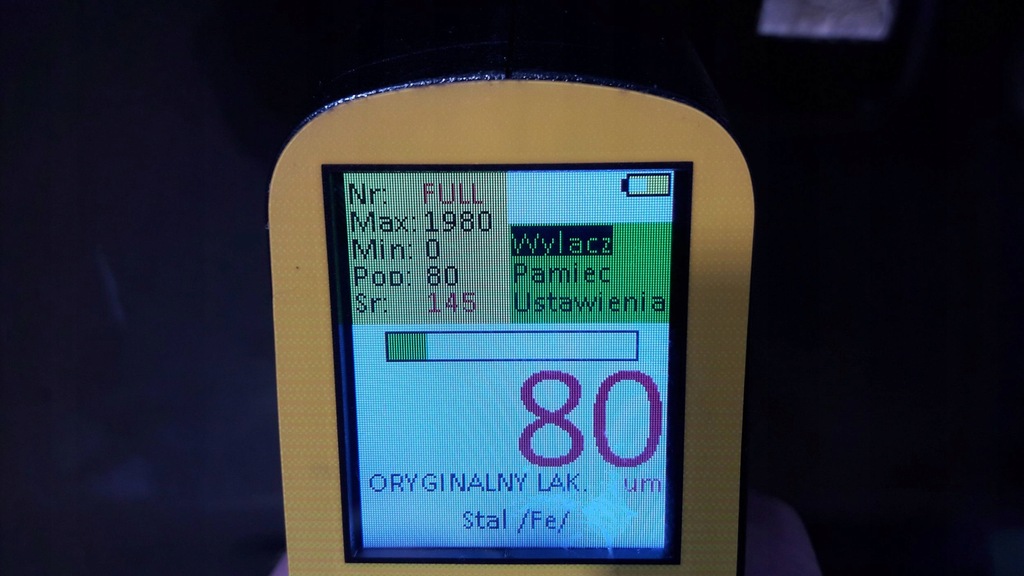 Nr: FULL
Max: 1980
Min: 0
Pop: 80
Sr: 145
Wylacz
Pamiec
Ustawienia
80
ORYGINALNY LAK. um
Stal /Fe/